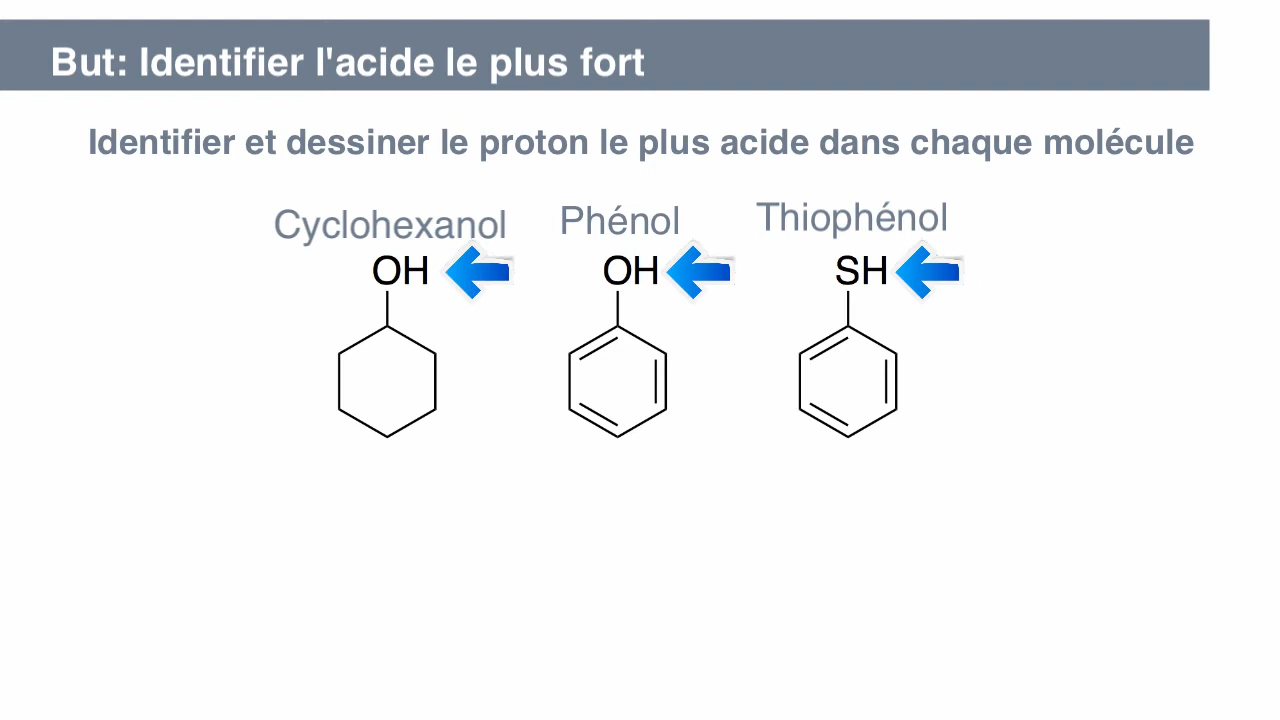 But: Identifier l'acide le plus fort
Identifier et dessiner le proton le plus acide dans chaque molécule
Cyclohexanol Phénol Thiophénol
OH OH SH